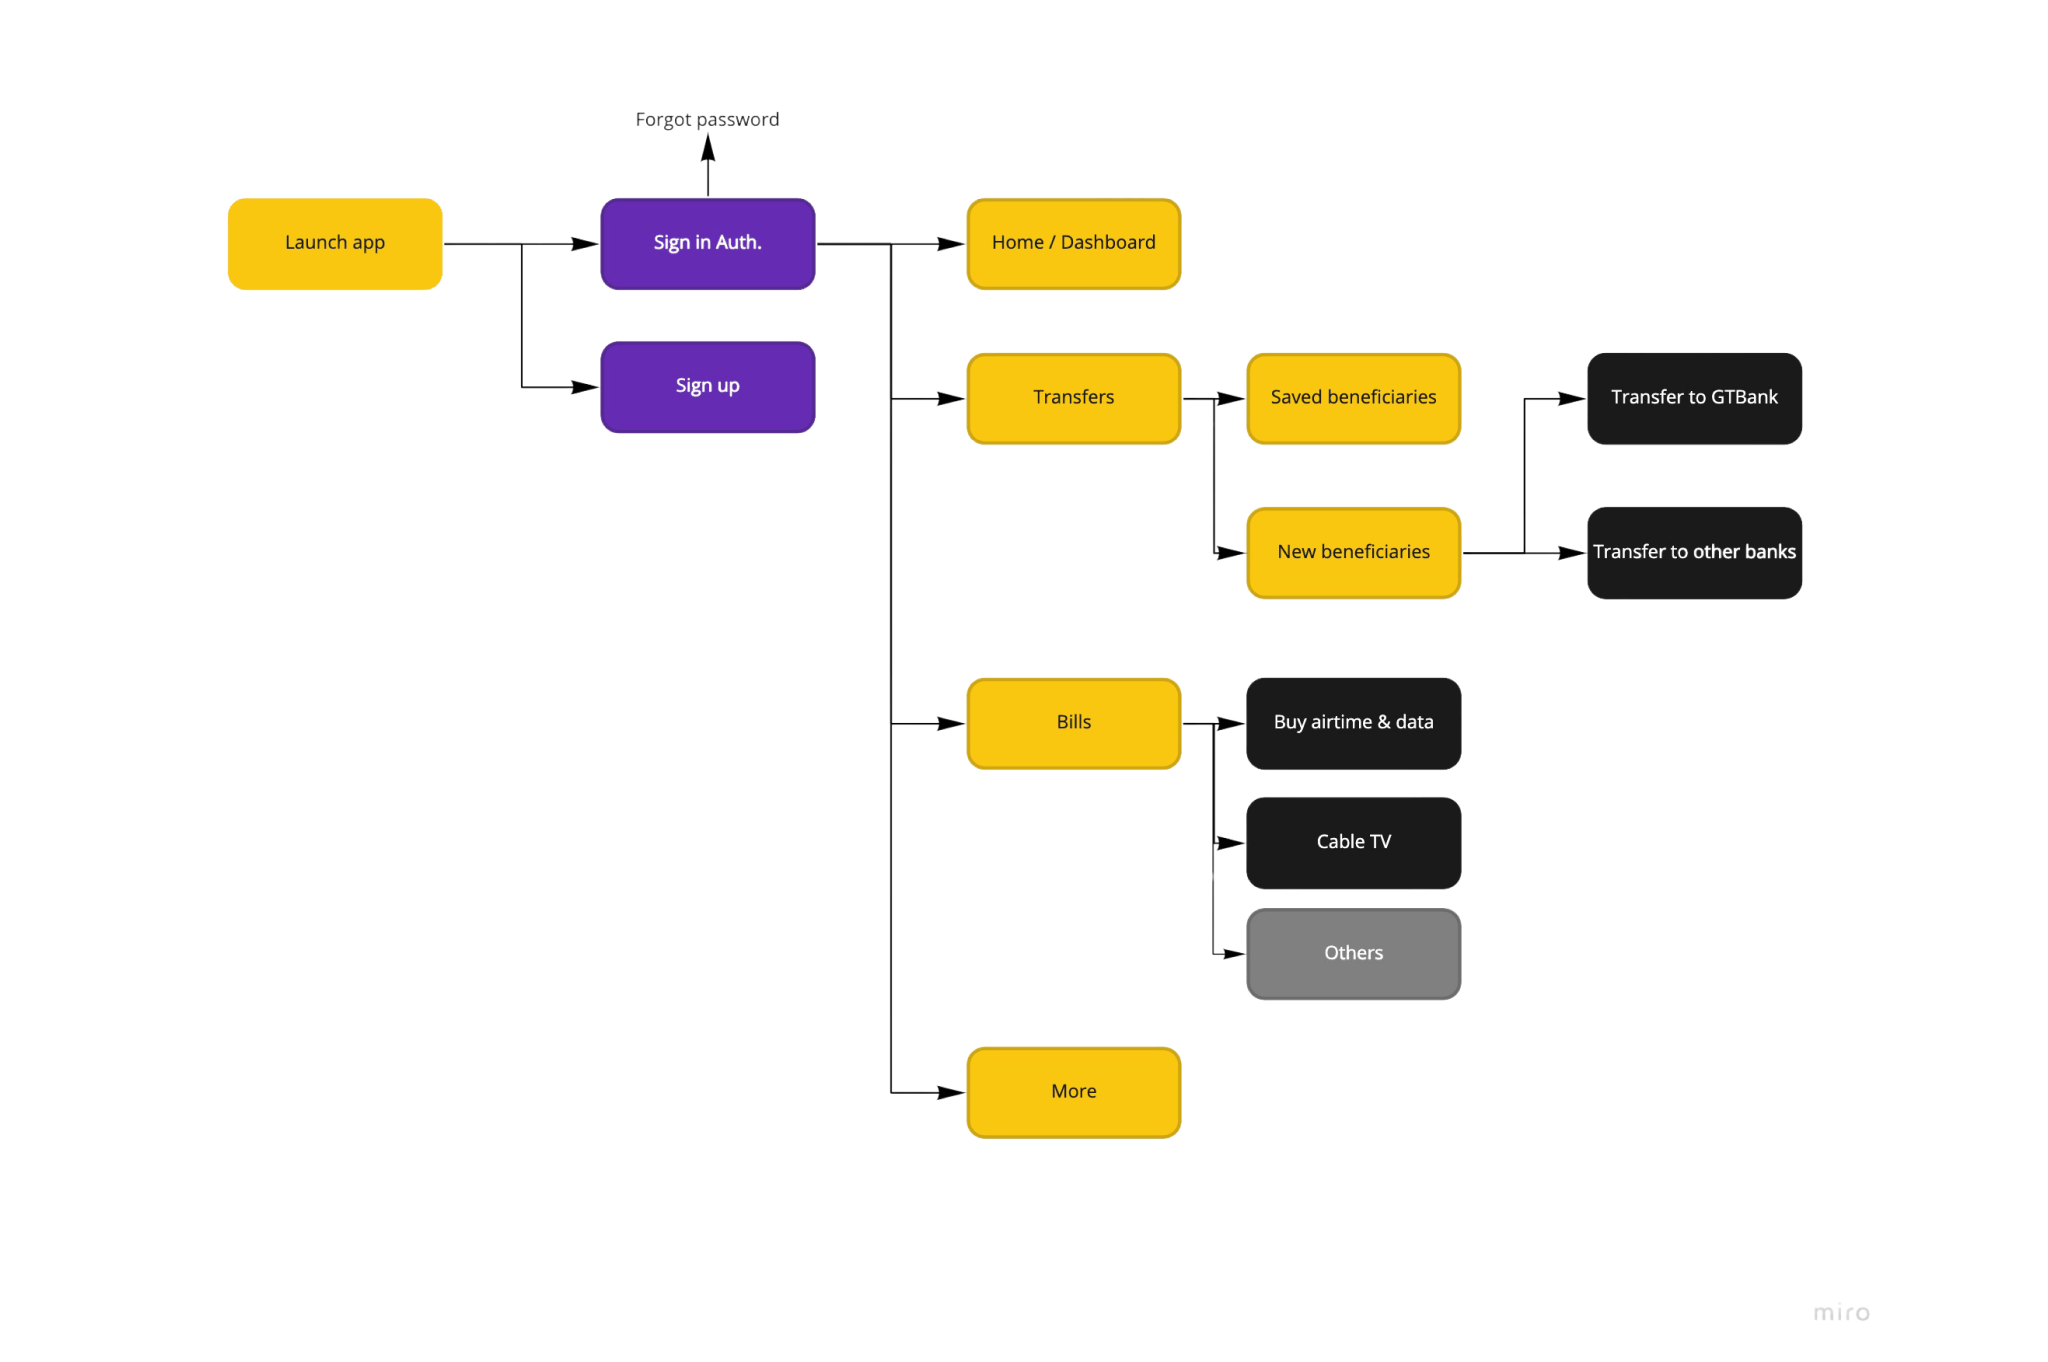 Forgot password
Launch app
Sign in Auth.
Home / Dashboard
Sign up
Transfers
Saved beneficiaries
Transfer to GTBank
New beneficiaries
Transfer to other banks
Bills
Buy airtime & data
Cable TV
Others
More
miro